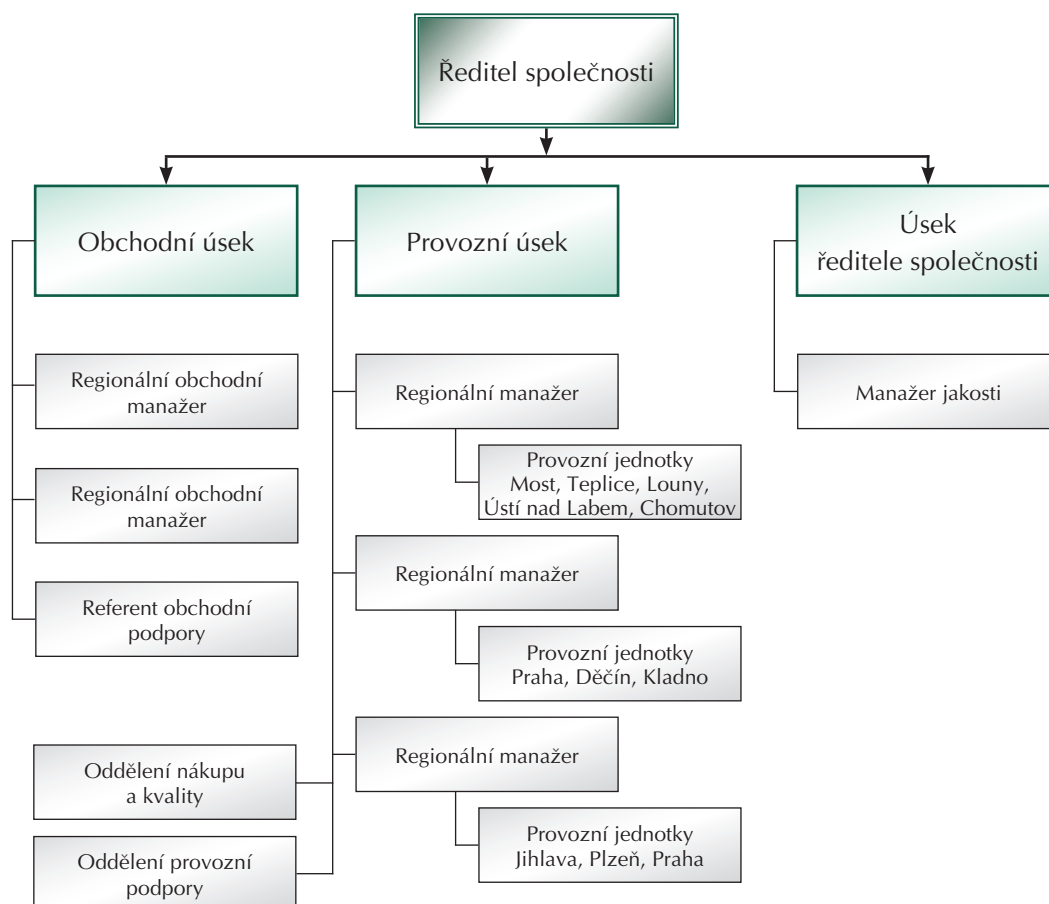 Ředitel společnosti
Obchodní úsek
Provozní úsek
Úsek
ředitele společnosti
Regionální obchodní
manažer
Regionální manažer
Manažer jakosti
Provozní jednotky
Most, Teplice, Louny,
Ústí nad Labem, Chomutov
Regionální obchodní
manažer
Regionální manažer
Referent obchodní
podpory
Provozní jednotky
Praha, Děčín, Kladno
Regionální manažer
Oddělení nákupu
a kvality
Provozní jednotky
Jihlava, Plzeň, Praha
Oddělení provozní
podpory